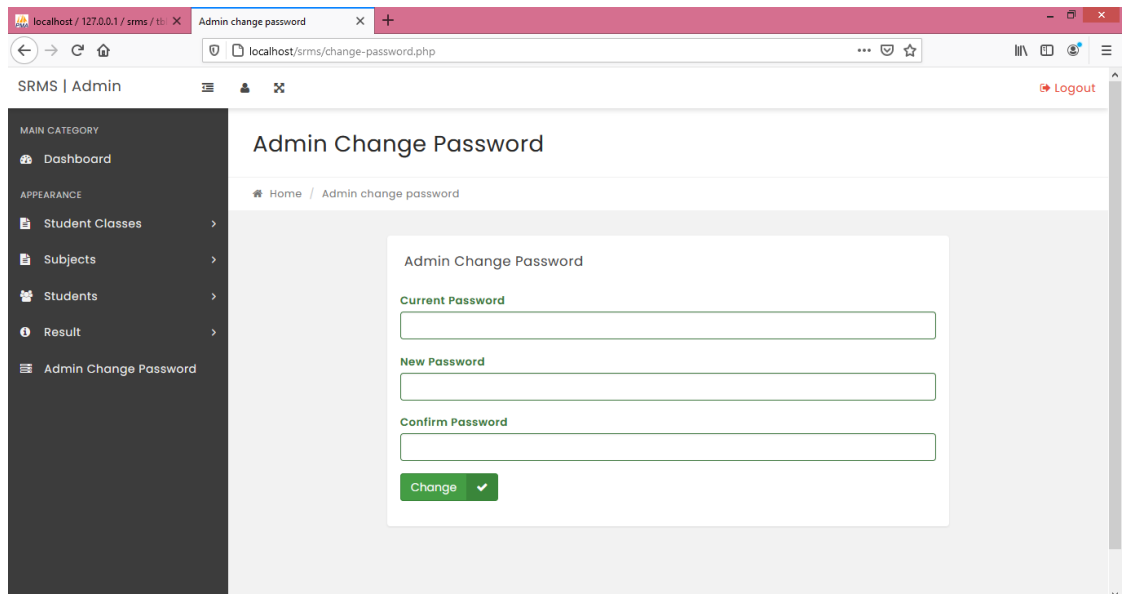 localhost / 127.0.0.1 / srms / tb
Admin change password
localhost/srms/change-password.php
SRMS | Admin
Logout
MAIN CATEGORY
Dashboard
APPEARANCE
Student Classes
Subjects
Students
Result
Admin Change Password
Admin Change Password
Home / Admin change password
Admin Change Password
Current Password
New Password
Confirm Password
Change